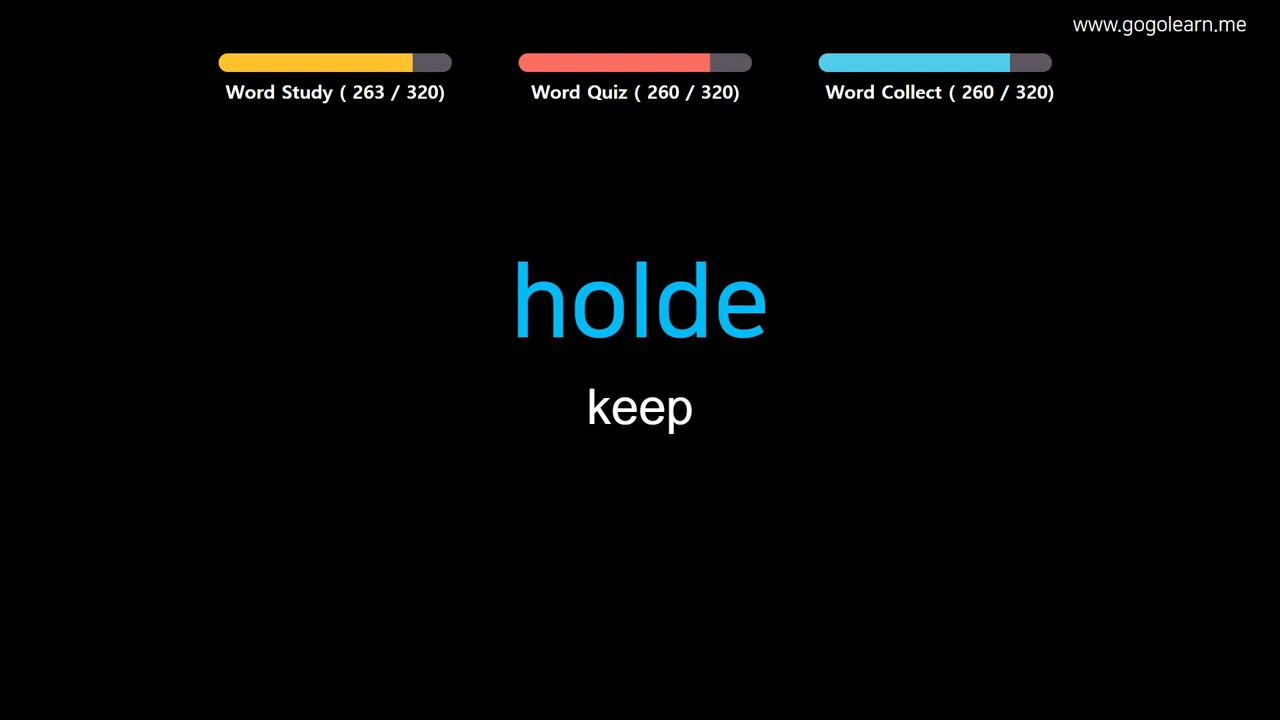 www.gogolearn.me
Word Study ( 263 / 320)
Word Quiz ( 260 / 320)
Word Collect ( 260 / 320)
holde
keep